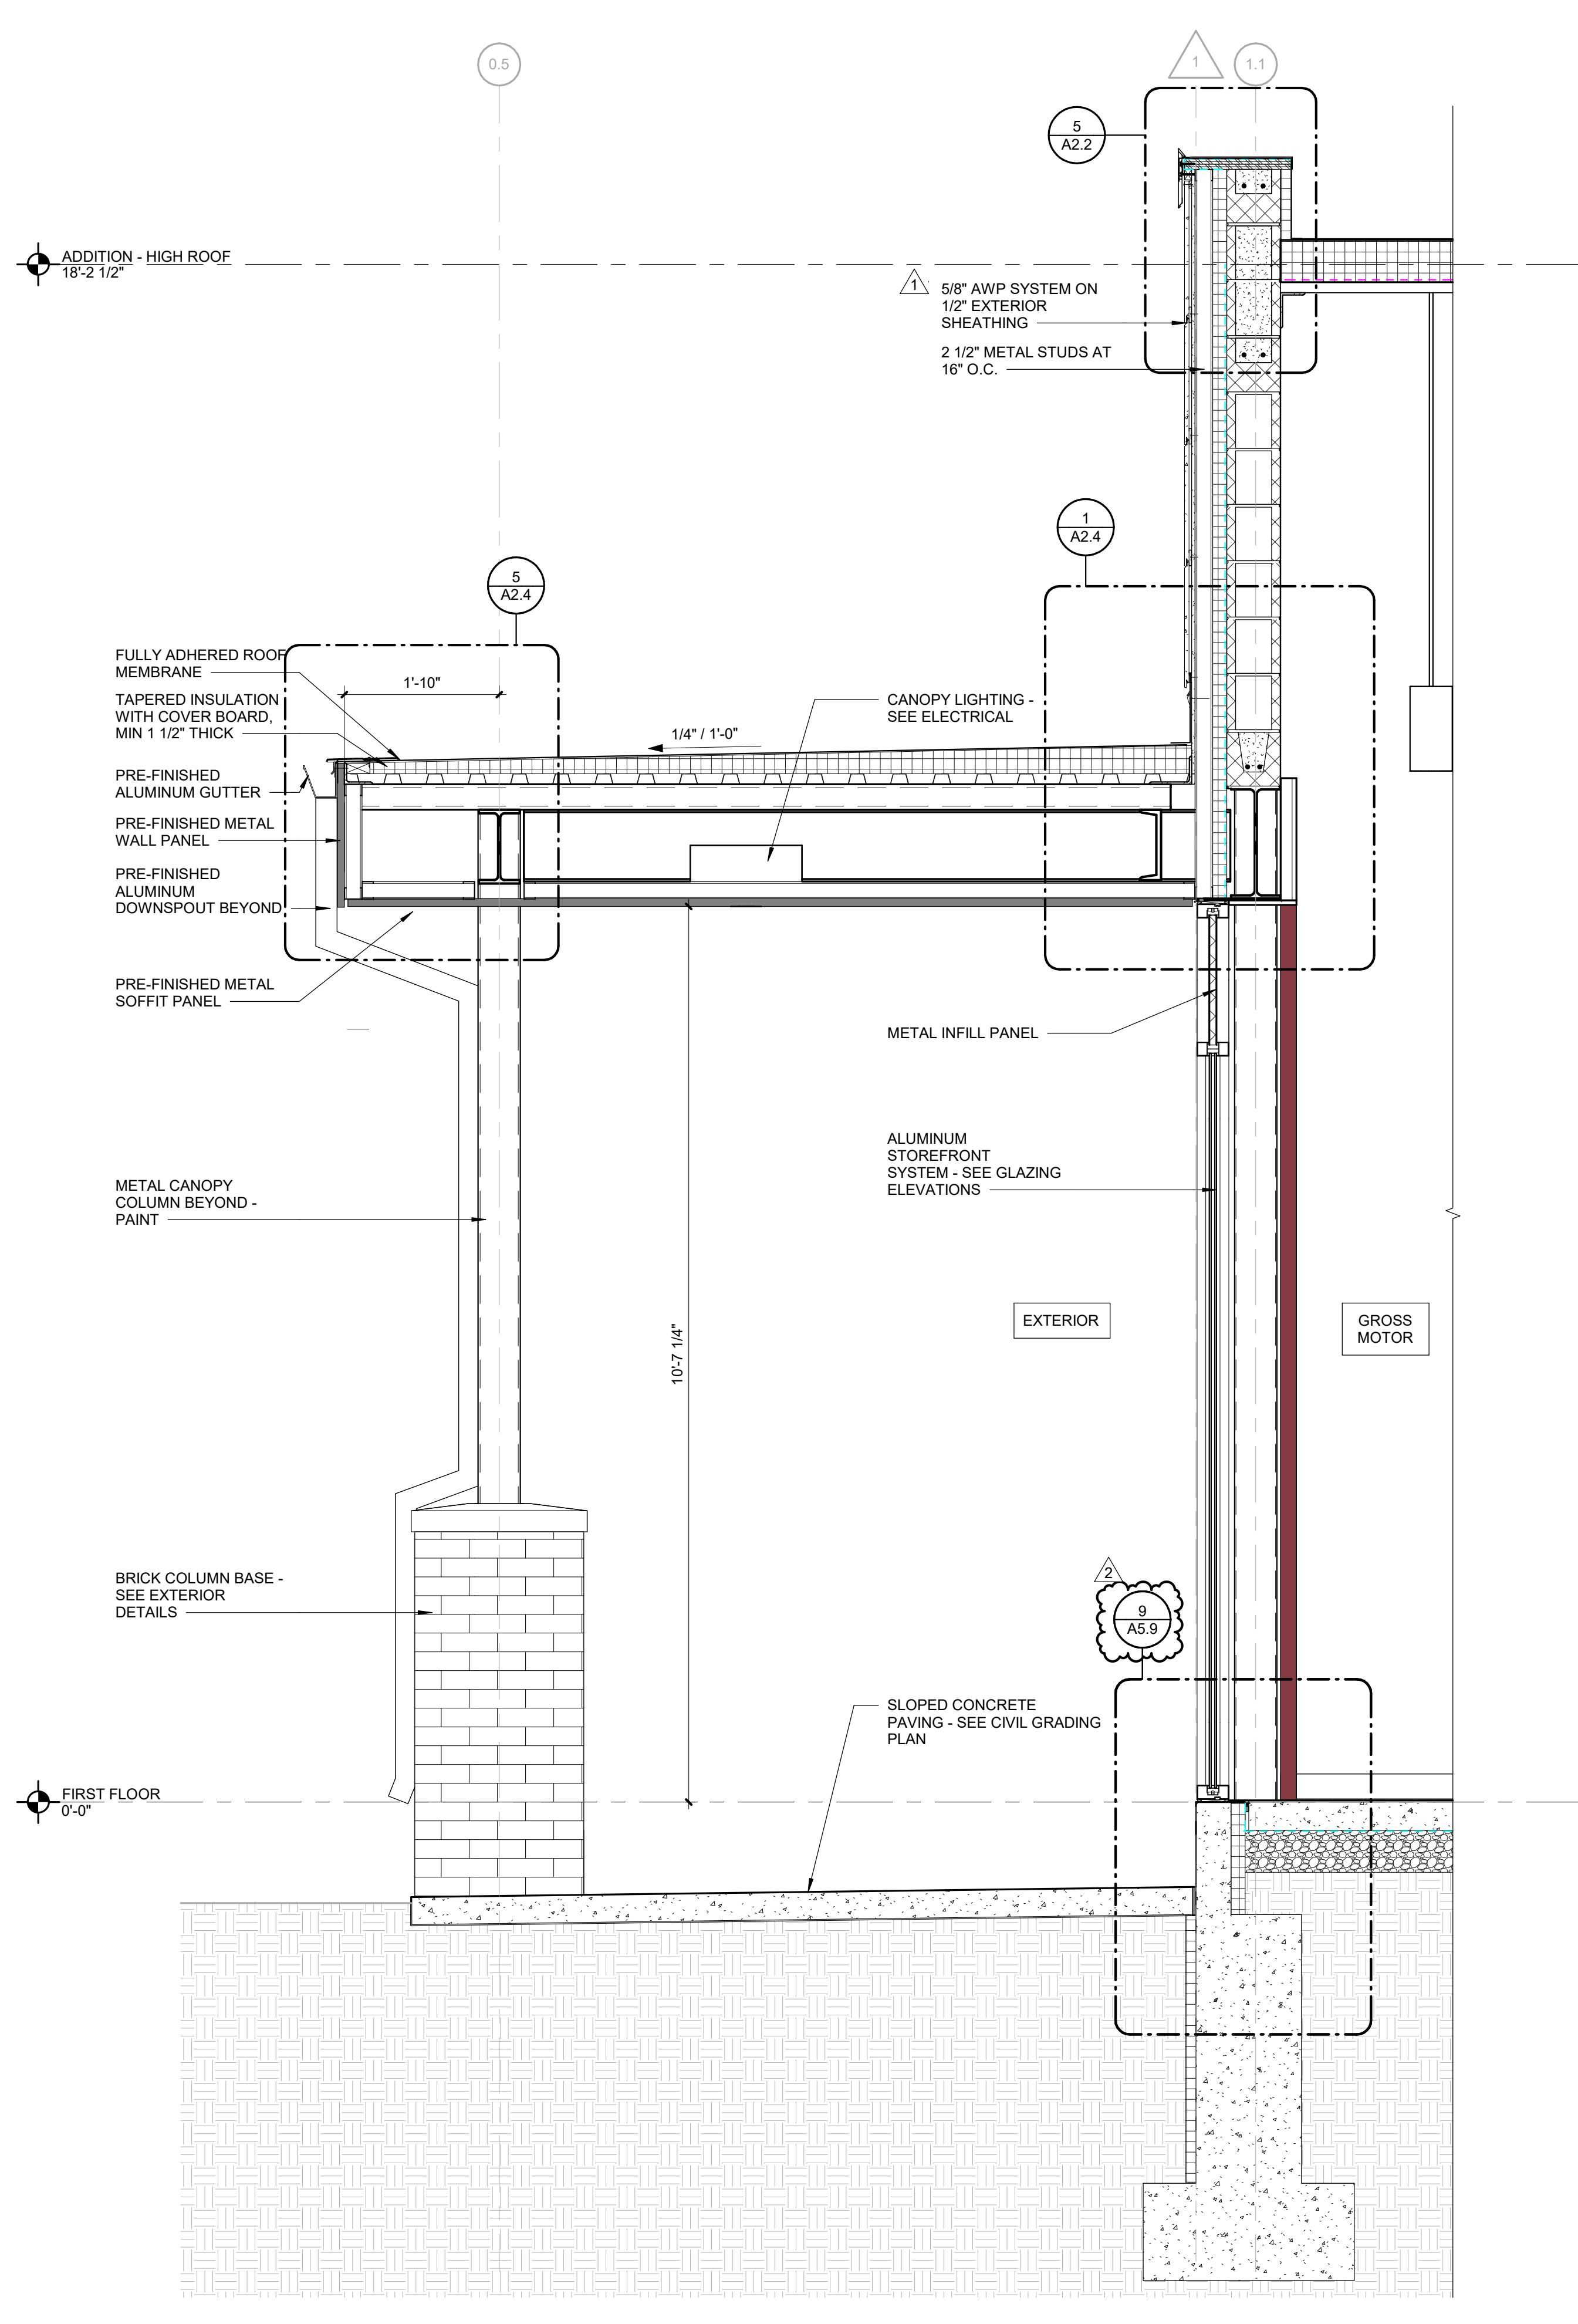 0.5
1
1.1
5
A2.2
ADDITION - HIGH ROOF
18'-2 1/2"
1
5/8" AWP SYSTEM ON
1/2" EXTERIOR
SHEATHING
2 1/2" METAL STUDS AT
16" O.C.
1
A2.4
5
A2.4
FULLY ADHERED ROOF
MEMBRANE
1'-10"
TAPERED INSULATION
WITH COVER BOARD,
MIN 1 1/2" THICK
CANOPY LIGHTING -
SEE ELECTRICAL
1/4" / 1'-0"
PRE-FINISHED
ALUMINUM GUTTER
PRE-FINISHED METAL
WALL PANEL
PRE-FINISHED
ALUMINUM
DOWNSPOUT BEYOND
PRE-FINISHED METAL
SOFFIT PANEL
METAL INFILL PANEL
ALUMINUM
STOREFRONT
SYSTEM - SEE GLAZING
ELEVATIONS
METAL CANOPY
COLUMN BEYOND -
PAINT
EXTERIOR
GROSS
MOTOR
10'-7 1/4"
BRICK COLUMN BASE -
SEE EXTERIOR
DETAILS
2
9
A5.9
SLOPED CONCRETE
PAVING - SEE CIVIL GRADING
PLAN
FIRST FLOOR
0'-0"